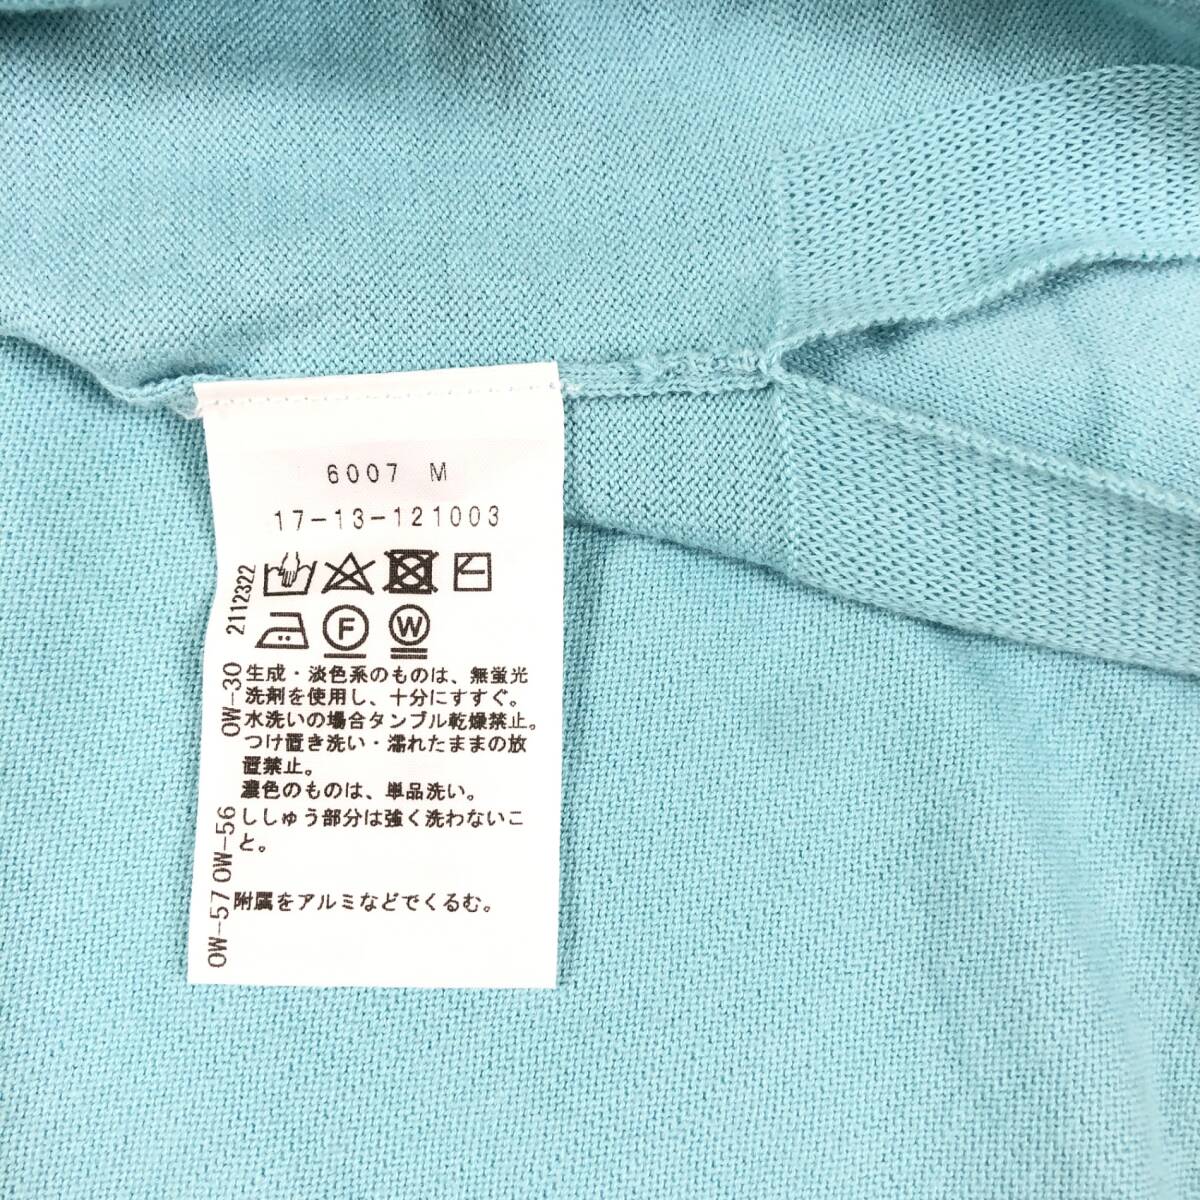 6007 M
17-13-121003
F
W
生成・淡色系のものは、無蛍光
洗剤を使用し、十分にすすぐ。
水洗いの場合タンブル乾燥禁止。
つけ置き洗い・濡れたままの放
置禁止。
濃色のものは、単品洗い。
ししゅう部分は強く洗わないこ
と。
附属をアルミなどでくるむ。
2112322
OW-30
OW-56
OW-57